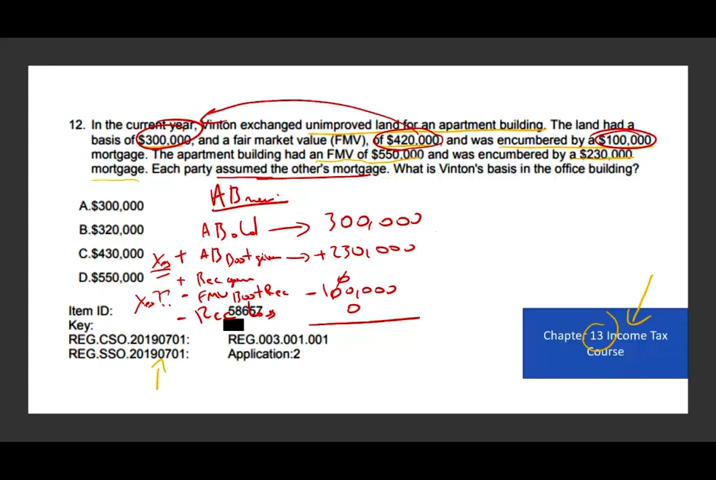 12. In the current year, Vinton exchanged unimproved land for an apartment building. The land had a
basis of $300,000, and a fair market value (FMV), of $420,000 and was encumbered by a $100,000
mortgage. The apartment building had an FMV of $550,000 and was encumbered by a $230,000
mortgage. Each party assumed the other's mortgage. What is Vinton's basis in the office building?
AB new
A.$300,000
B.$320,000
C.$430,000
D.$550,000
AB old → 300,000
+ AB Boot given → +230,000
+ Rec gain 0
?? - FMV Boot Rec - 100,000
- Rec loss 0
Item ID: 58657
Key:
REG.CSO.20190701: REG.003.001.001
REG.SSO.20190701: Application:2
Chapter 13 Income Tax
Course